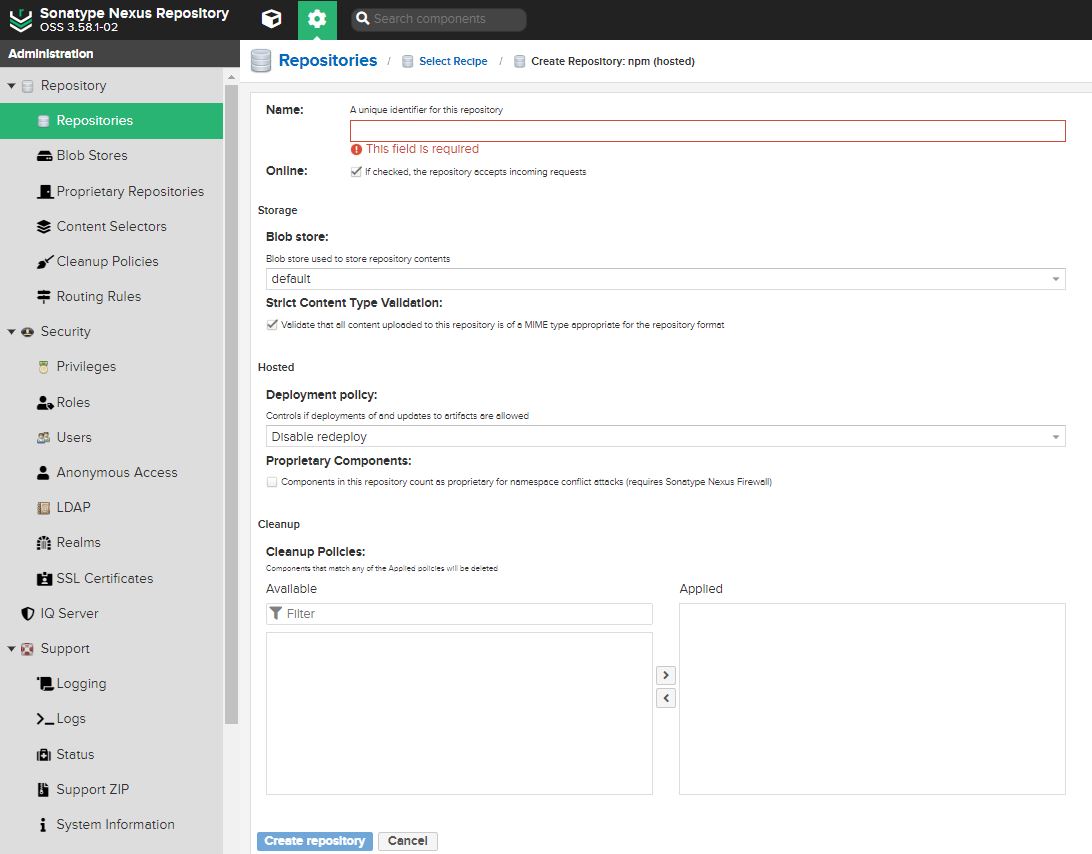 Sonatype Nexus Repository
OSS 3.58.1-02
Search components
Administration
Repository
Repositories
Blob Stores
Proprietary Repositories
Content Selectors
Cleanup Policies
Routing Rules
Security
Privileges
Roles
Users
Anonymous Access
LDAP
Realms
SSL Certificates
IQ Server
Support
Logging
Logs
Status
Support ZIP
System Information
Repositories / Select Recipe / Create Repository: npm (hosted)
Name:
A unique identifier for this repository
This field is required
Online:
If checked, the repository accepts incoming requests
Storage
Blob store:
Blob store used to store repository contents
default
Strict Content Type Validation:
Validate that all content uploaded to this repository is of a MIME type appropriate for the repository format
Hosted
Deployment policy:
Controls if deployments of and updates to artifacts are allowed
Disable redeploy
Proprietary Components:
Components in this repository count as proprietary for namespace conflict attacks (requires Sonatype Nexus Firewall)
Cleanup
Cleanup Policies:
Components that match any of the Applied policies will be deleted
Available
Applied
Filter
Create repository
Cancel